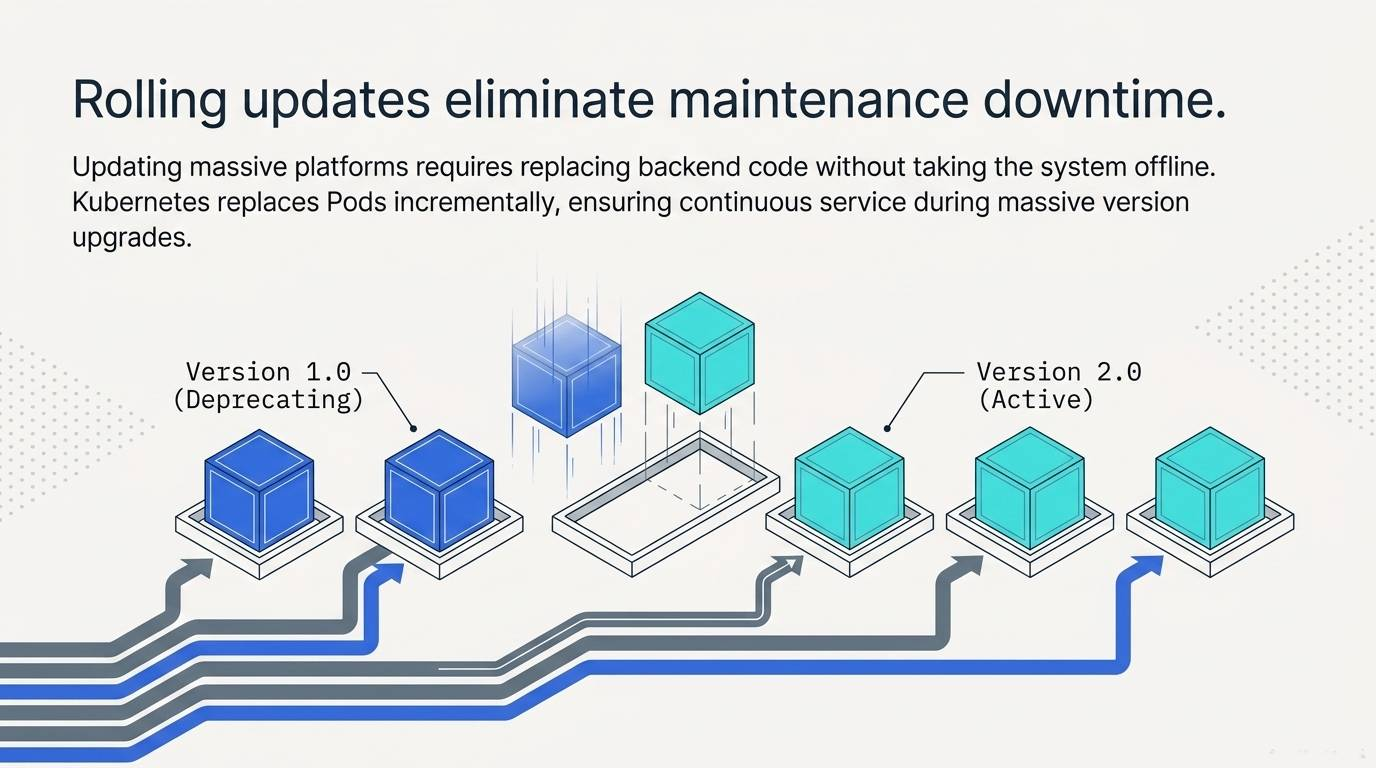 Rolling updates eliminate maintenance downtime.
Updating massive platforms requires replacing backend code without taking the system offline.
Kubernetes replaces Pods incrementally, ensuring continuous service during massive version
upgrades.
Version 1.0
(Deprecating)
Version 2.0
(Active)